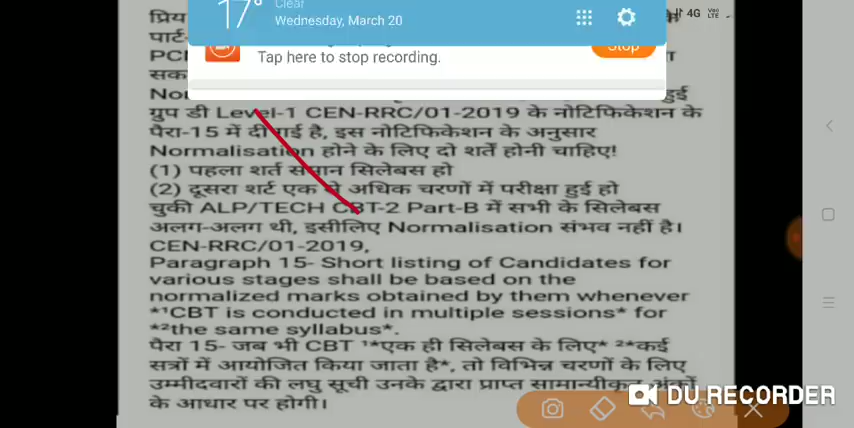 17°
Clear
Wednesday, March 20
4G
Tap here to stop recording.
Stop
प्रिय
पार्ट-
सक
हुई
ग्रुप डी Level-1 CEN-RRC/01-2019 के नोटिफिकेशन के
पैरा-15 में दी गई है, इस नोटिफिकेशन के अनुसार
Normalisation होने के लिए दो शर्तें होनी चाहिए!
(1) पहला शर्त समान सिलेबस हो
(2) दूसरा शर्ट एक से अधिक चरणों में परीक्षा हुई हो
चुकी ALP/TECH CBT-2 Part-B में सभी के सिलेबस
अलग-अलग थी, इसीलिए Normalisation संभव नहीं है।
CEN-RRC/01-2019,
Paragraph 15- Short listing of Candidates for
various stages shall be based on the
normalized marks obtained by them whenever
*¹CBT is conducted in multiple sessions* for
*²the same syllabus*.
पैरा 15- जब भी CBT ¹*एक ही सिलेबस के लिए* ²*कई
सत्रों में आयोजित किया जाता है*, तो विभिन्न चरणों के लिए
उम्मीदवारों की लघु सूची उनके द्वारा प्राप्त सामान्यीकृत अंकों
के आधार पर होगी।
DU RECORDER